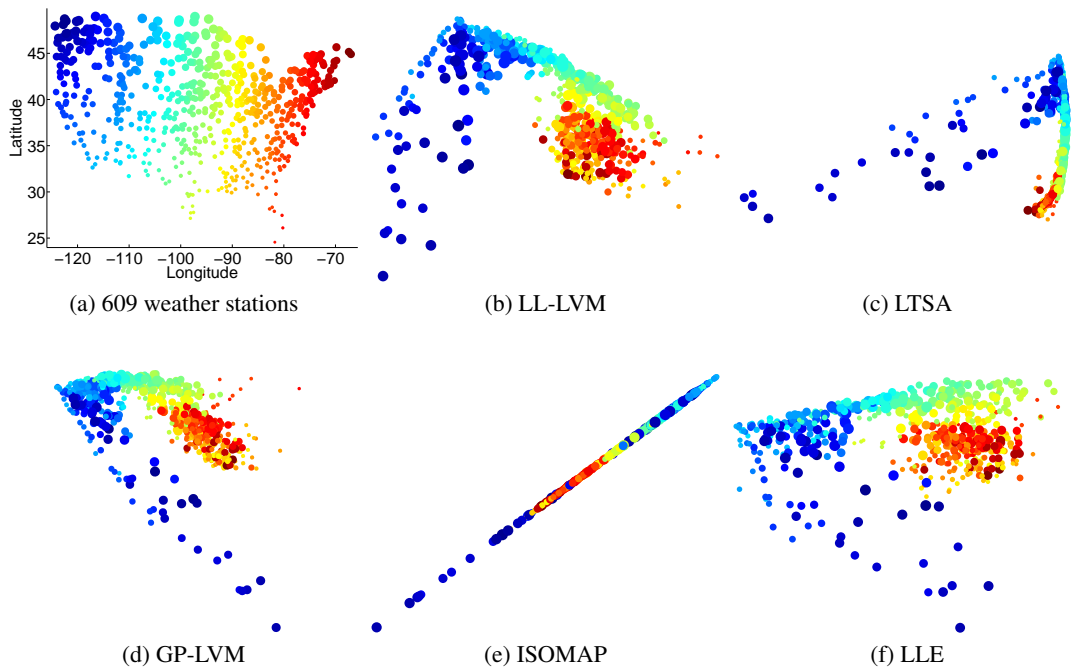 45
40
35
30
25
Latitude
−120 −110 −100 −90 −80 −70
Longitude
(a) 609 weather stations
(b) LL-LVM
(c) LTSA
(d) GP-LVM
(e) ISOMAP
(f) LLE